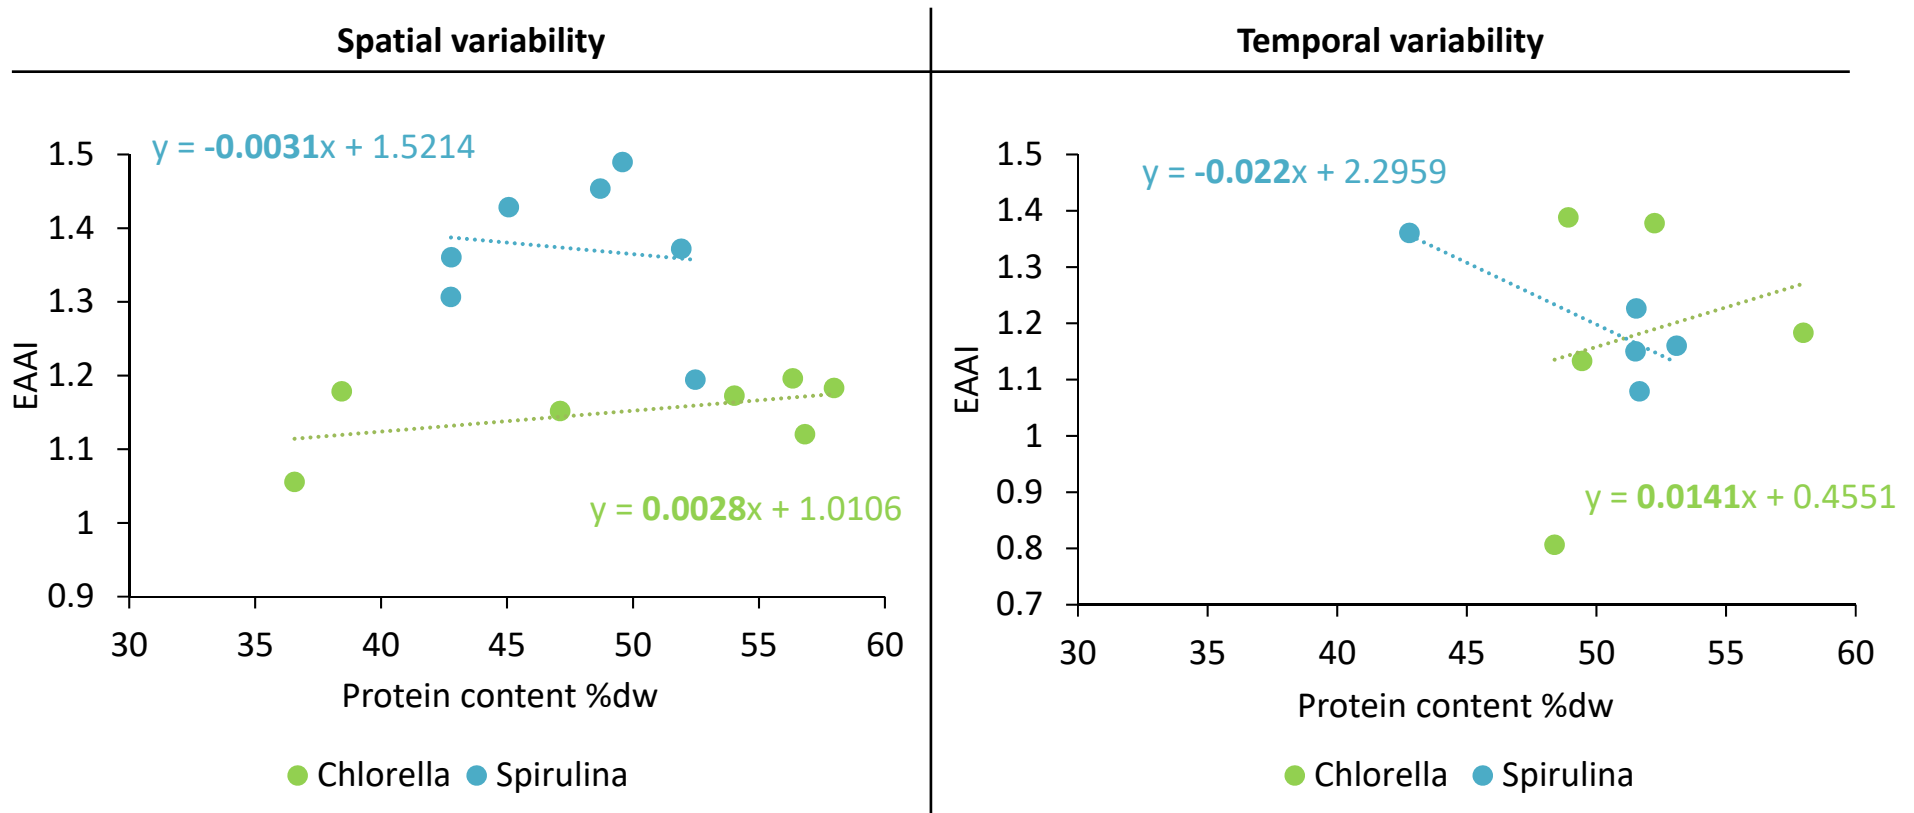 Spatial variability
Temporal variability
y = -0.0031x + 1.5214
1.5
1.4
1.3
1.2
1.1
1
0.9
EAAI
y = 0.0028x + 1.0106
30 35 40 45 50 55 60
Protein content %dw
Chlorella Spirulina
y = -0.022x + 2.2959
1.5
1.4
1.3
1.2
1.1
1
0.9
0.8
0.7
EAAI
y = 0.0141x + 0.4551
30 35 40 45 50 55 60
Protein content %dw
Chlorella Spirulina